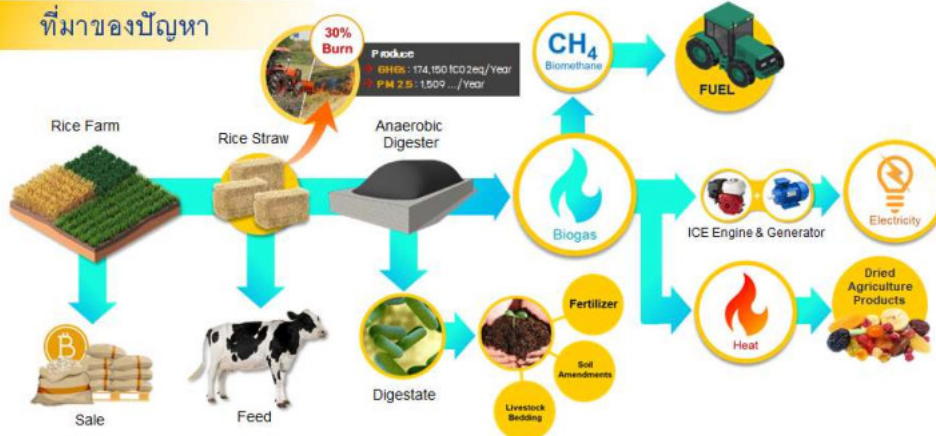 ที่มาของปัญหา
30%
Burn
Produce
GHGs : 174,150 tCO2eq/Year
PM 2.5 : 1,509 .../Year
CH4
Biomethane
FUEL
Rice Farm
Rice Straw
Anaerobic
Digester
Biogas
ICE Engine & Generator
Electricity
Heat
Dried
Agriculture
Products
Sale
Feed
Digestate
Fertilizer
Soil
Amendments
Livestock
Bedding